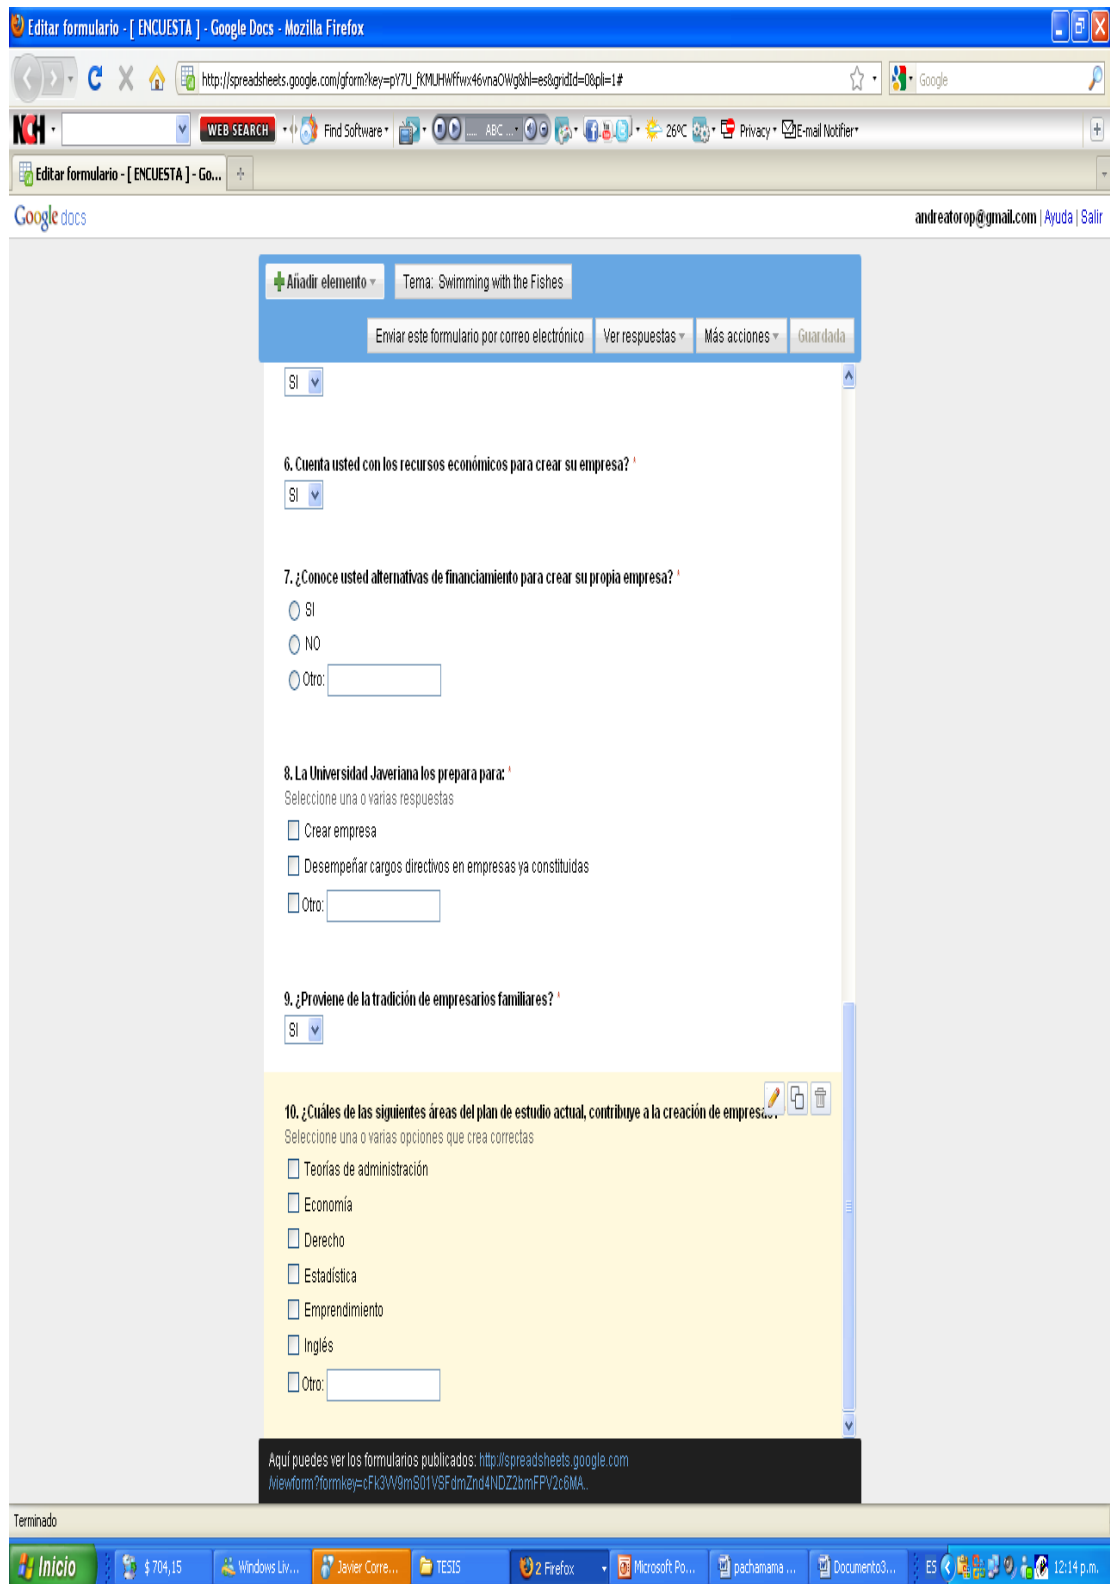 Editar formulario - [ ENCUESTA ] - Google Docs - Mozilla Firefox
http://spreadsheets.google.com/gform?key=pY7U_fKMUHWffwx46vnaOWg&hl=es&gridId=0&pli=1#
Google
NCH WEB SEARCH Find Software ABC ... 26ºC Privacy E-mail Notifier
Editar formulario - [ ENCUESTA ] - Go...
Google docs
andreatorop@gmail.com | Ayuda | Salir
Añadir elemento Tema: Swimming with the Fishes
Enviar este formulario por correo electrónico Ver respuestas Más acciones Guardada
SI
6. Cuenta usted con los recursos económicos para crear su empresa? *
SI
7. ¿Conoce usted alternativas de financiamiento para crear su propia empresa? *
SI
NO
Otro:
8. La Universidad Javeriana los prepara para: *
Seleccione una o varias respuestas
Crear empresa
Desempeñar cargos directivos en empresas ya constituidas
Otro:
9. ¿Proviene de la tradición de empresarios familiares? *
SI
10. ¿Cuáles de las siguientes áreas del plan de estudio actual, contribuye a la creación de empresas?
Seleccione una o varias opciones que crea correctas
Teorías de administración
Economía
Derecho
Estadística
Emprendimiento
Inglés
Otro:
Aquí puedes ver los formularios publicados: http://spreadsheets.google.com
/viewform?formkey=cFk3VV9mS01VSFdmZnd4NDZ2bmFPV2c6MA..
Terminado
Inicio $ 704,15 Windows Liv... Javier Corre... TESIS 2 Firefox Microsoft Po... pachamama ... Documento3... ES 12:14 p.m.